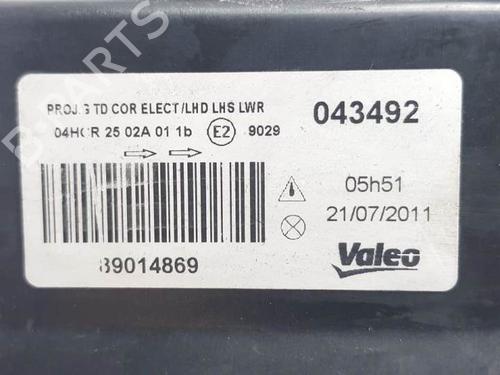 PROJ.G TD COR ELECT/LHD LHS LWR
043492
04HCR 25 02A 01 1b E2 9029
05h51
21/07/2011
89014869
Valeo
B-PARTS